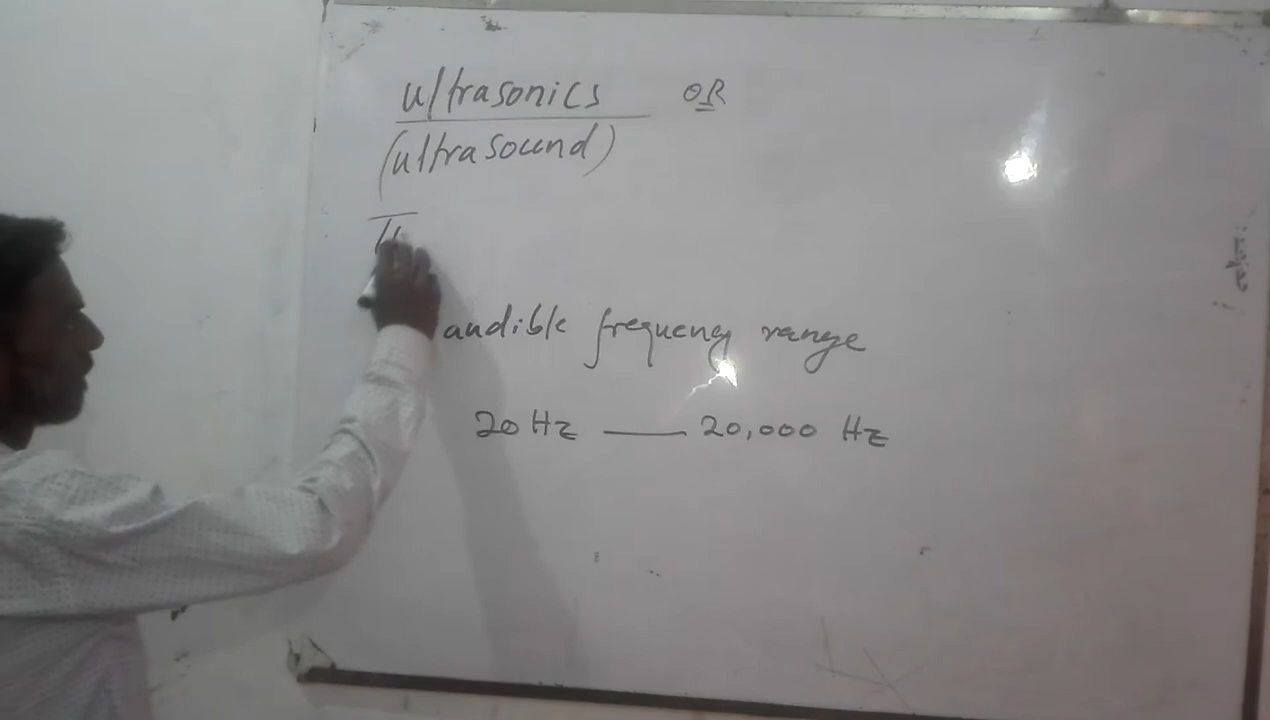 ultrasonics OR
(ultrasound)
audible frequency range
20 Hz — 20,000 Hz